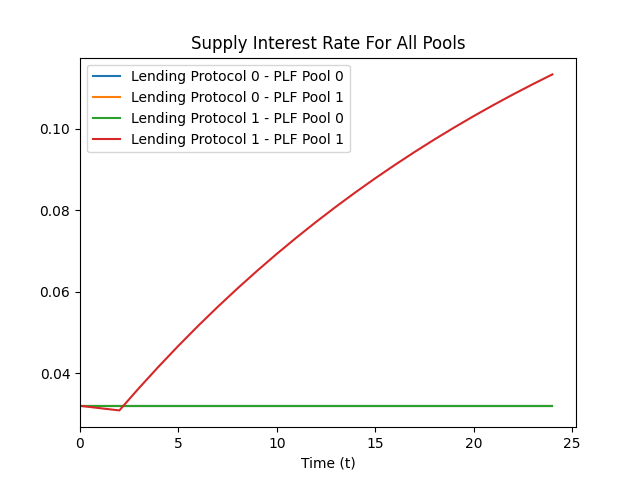 Supply Interest Rate For All Pools
Lending Protocol 0 - PLF Pool 0
Lending Protocol 0 - PLF Pool 1
Lending Protocol 1 - PLF Pool 0
Lending Protocol 1 - PLF Pool 1
0.10
0.08
0.06
0.04
0 5 10 15 20 25
Time (t)